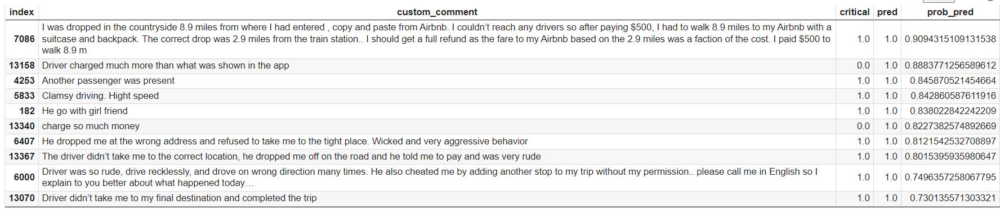 index custom_comment critical pred prob_pred
I was dropped in the countryside 8.9 miles from where I had entered , copy and paste from Airbnb. I couldn’t reach any drivers so after paying $500, I had to walk 8.9 miles to my Airbnb with a
7086 suitcase and backpack. The correct drop was 2.9 miles from the train station.. I should get a full refund as the fare to my Airbnb based on the 2.9 miles was a faction of the cost. I paid $500 to 1.0 1.0 0.9094315109131538
walk 8.9 m
13158 Driver charged much more than what was shown in the app 0.0 1.0 0.8883771256589612
4253 Another passenger was present 1.0 1.0 0.845870521454664
5833 Clamsy driving. Hight speed 1.0 1.0 0.842860587611916
182 He go with girl friend 1.0 1.0 0.838022842242209
13340 charge so much money 0.0 1.0 0.8227382574892669
6407 He dropped me at the wrong address and refused to take me to the tight place. Wicked and very aggressive behavior 1.0 1.0 0.8121542532708897
13367 The driver didn’t take me to the correct location, he dropped me off on the road and he told me to pay and was very rude 1.0 1.0 0.8015395935980647
Driver was so rude, drive recklessly, and drove on wrong direction many times. He also cheated me by adding another stop to my trip without my permission.. please call me in English so I
6000 explain to you better about what happened today… 1.0 1.0 0.7496357258067795
13070 Driver didn’t take me to my final destination and completed the trip 1.0 1.0 0.730135571303321